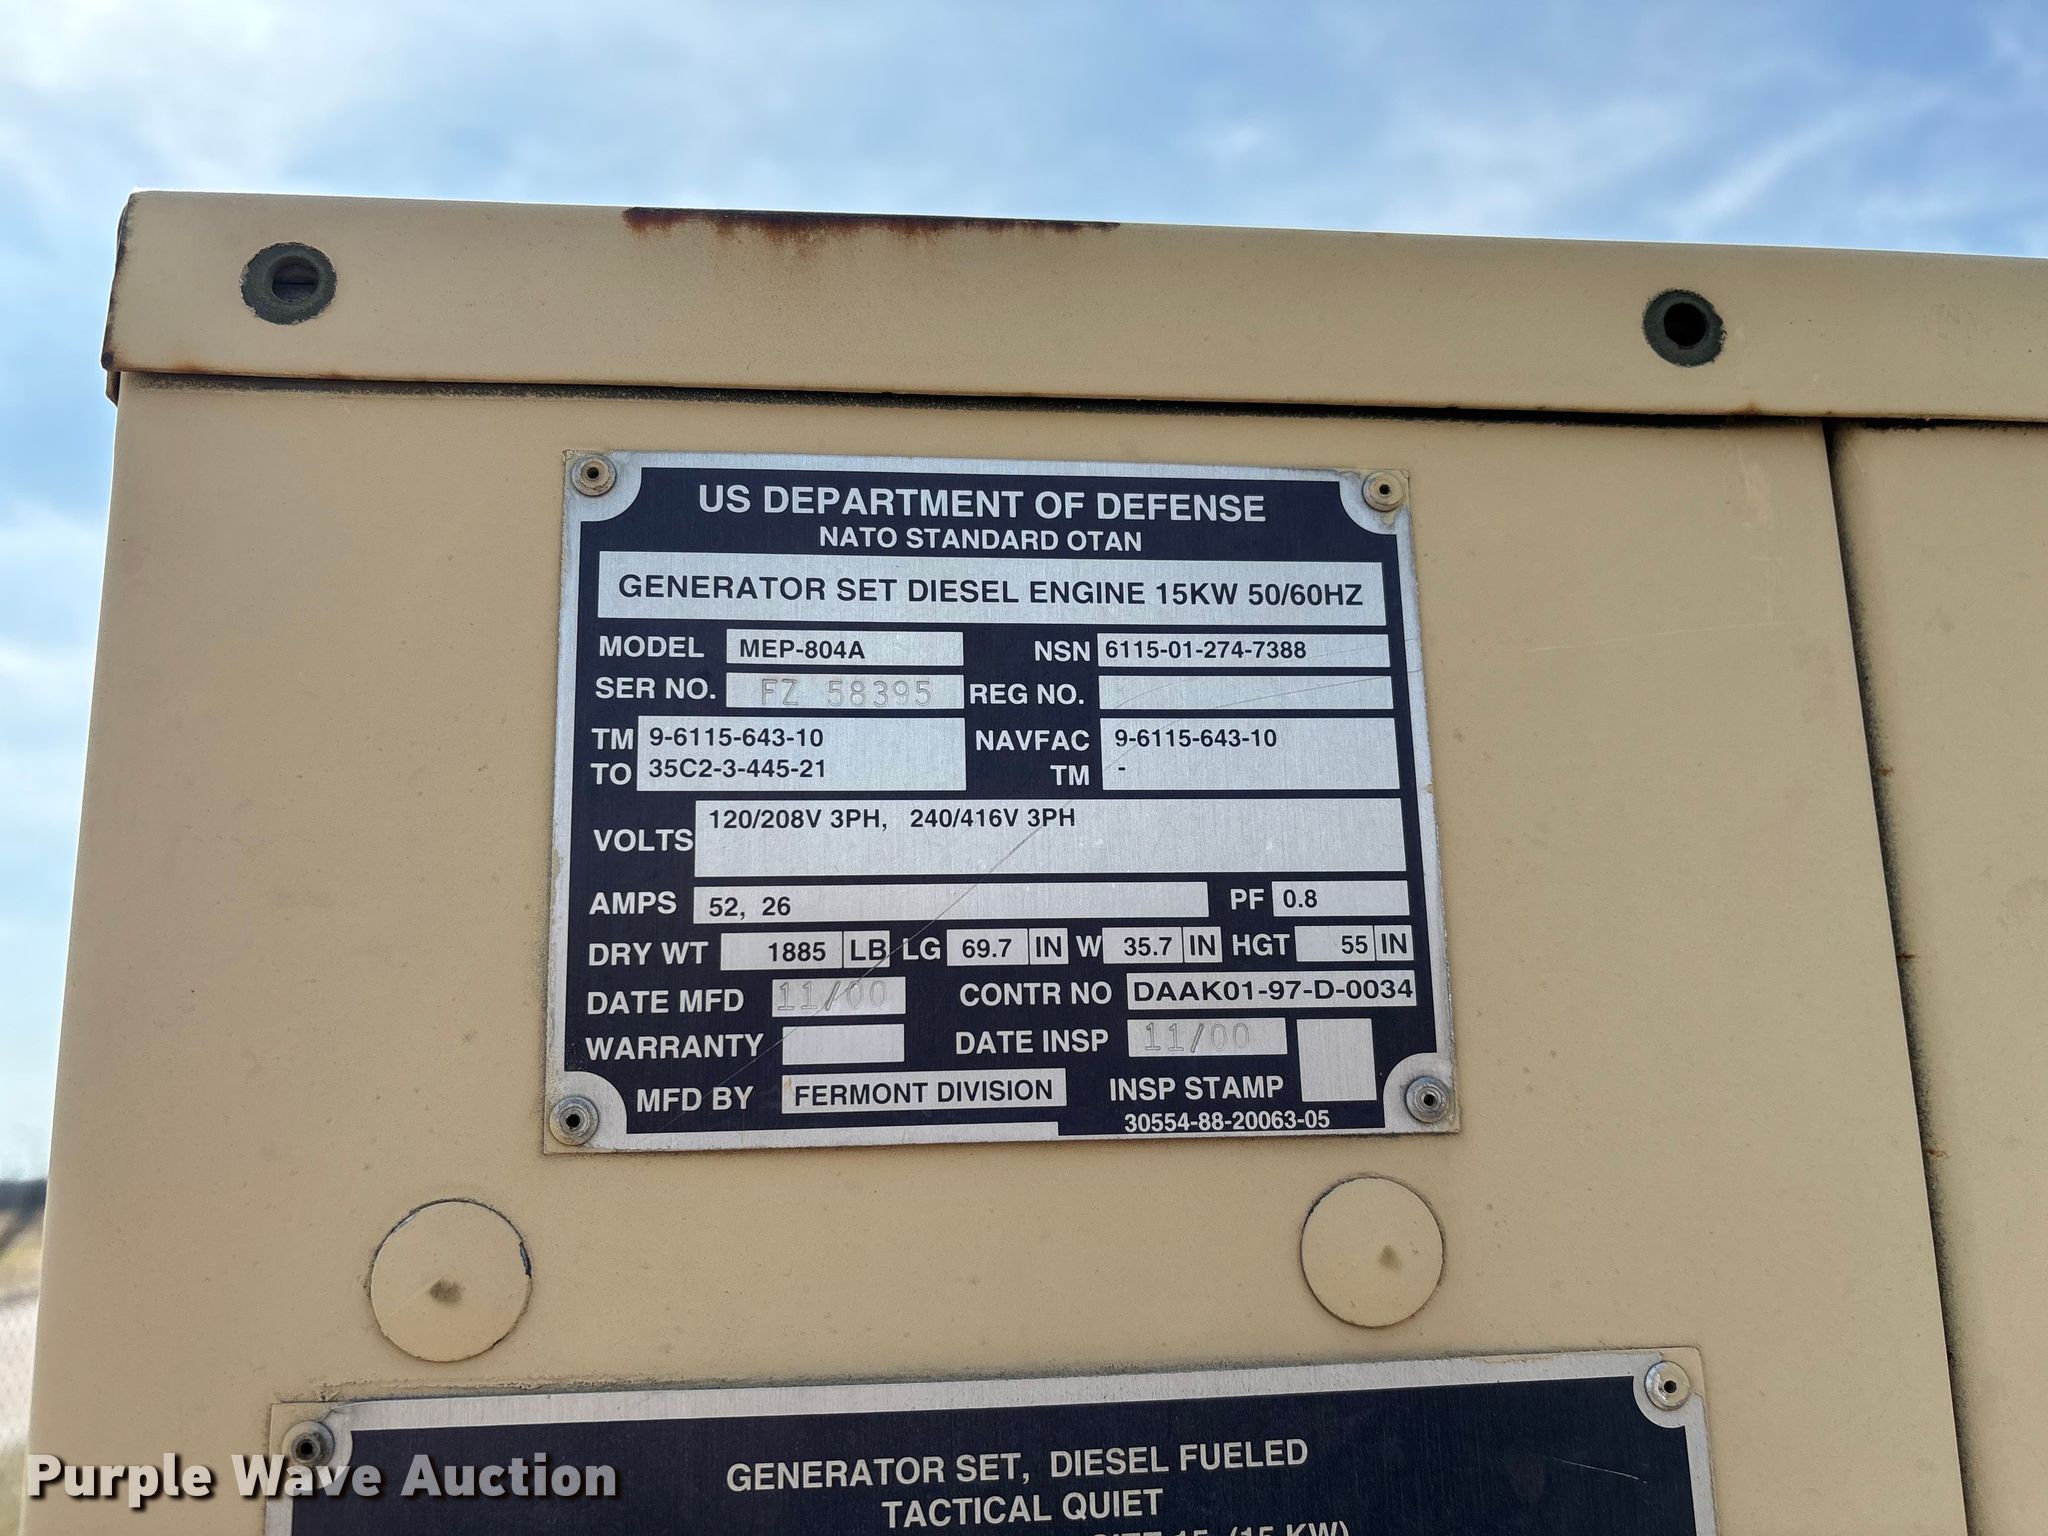 US DEPARTMENT OF DEFENSE
NATO STANDARD OTAN
GENERATOR SET DIESEL ENGINE 15KW 50/60HZ
MODEL MEP-804A NSN 6115-01-274-7388
SER NO. FZ 58395 REG NO.
TM 9-6115-643-10 NAVFAC 9-6115-643-10
TO 35C2-3-445-21 TM -
VOLTS 120/208V 3PH, 240/416V 3PH
AMPS 52, 26 PF 0.8
DRY WT 1885 LB LG 69.7 IN W 35.7 IN HGT 55 IN
DATE MFD 11/00 CONTR NO DAAK01-97-D-0034
WARRANTY DATE INSP 11/00
MFD BY FERMONT DIVISION INSP STAMP
30554-88-20063-05
GENERATOR SET, DIESEL FUELED
TACTICAL QUIET
15 (15 KW)
Purple Wave Auction